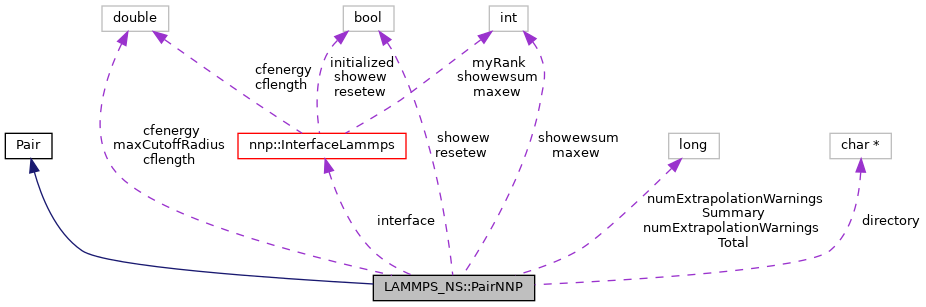 double
bool
int
cfenergy
cflength
initialized
showew
resetew
myRank
showewsum
maxew
Pair
cfenergy
maxCutoffRadius
cflength
nnp::InterfaceLammps
showew
resetew
showewsum
maxew
long
char *
interface
numExtrapolationWarnings
Summary
numExtrapolationWarnings
Total
directory
LAMMPS_NS::PairNNP